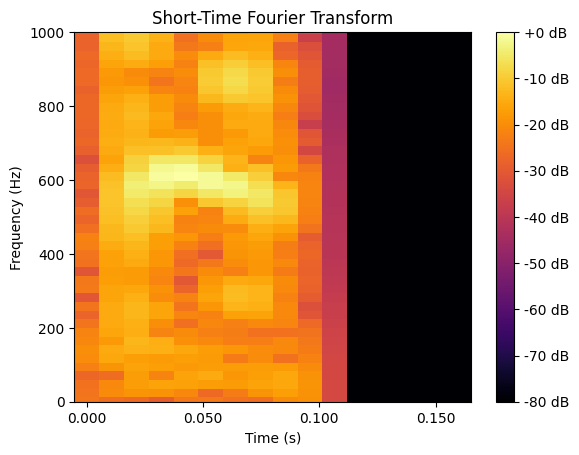 Short-Time Fourier Transform
Frequency (Hz)
1000
800
600
400
200
0
0.000
0.050
0.100
0.150
Time (s)
+0 dB
-10 dB
-20 dB
-30 dB
-40 dB
-50 dB
-60 dB
-70 dB
-80 dB